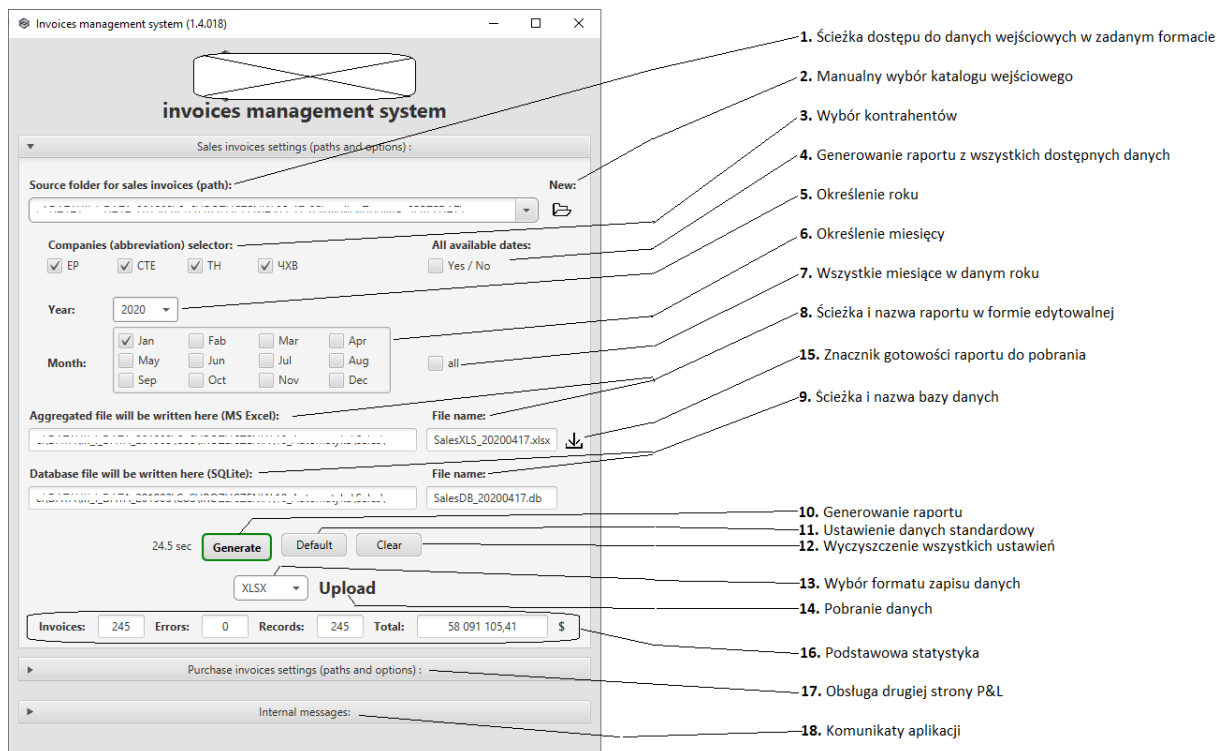 Invoices management system (1.4.018)
invoices management system
Sales invoices settings (paths and options) :
Source folder for sales invoices (path):
New:
Companies (abbreviation) selector:
All available dates:
EP
CTE
TH
ЧХВ
Yes / No
Year:
2020
Month:
Jan
Fab
Mar
Apr
May
Jun
Jul
Aug
Sep
Oct
Nov
Dec
all
Aggregated file will be written here (MS Excel):
File name:
SalesXLS_20200417.xlsx
Database file will be written here (SQLite):
File name:
SalesDB_20200417.db
24.5 sec
Generate
Default
Clear
XLSX
Upload
Invoices:
245
Errors:
0
Records:
245
Total:
58 091 105,41
$
Purchase invoices settings (paths and options) :
Internal messages:
1. Ścieżka dostępu do danych wejściowych w zadanym formacie
2. Manualny wybór katalogu wejściowego
3. Wybór kontrahentów
4. Generowanie raportu z wszystkich dostępnych danych
5. Określenie roku
6. Określenie miesięcy
7. Wszystkie miesiące w danym roku
8. Ścieżka i nazwa raportu w formie edytowalnej
15. Znacznik gotowości raportu do pobrania
9. Ścieżka i nazwa bazy danych
10. Generowanie raportu
11. Ustawienie danych standardowy
12. Wyczyszczenie wszystkich ustawień
13. Wybór formatu zapisu danych
14. Pobranie danych
16. Podstawowa statystyka
17. Obsługa drugiej strony P&L
18. Komunikaty aplikacji